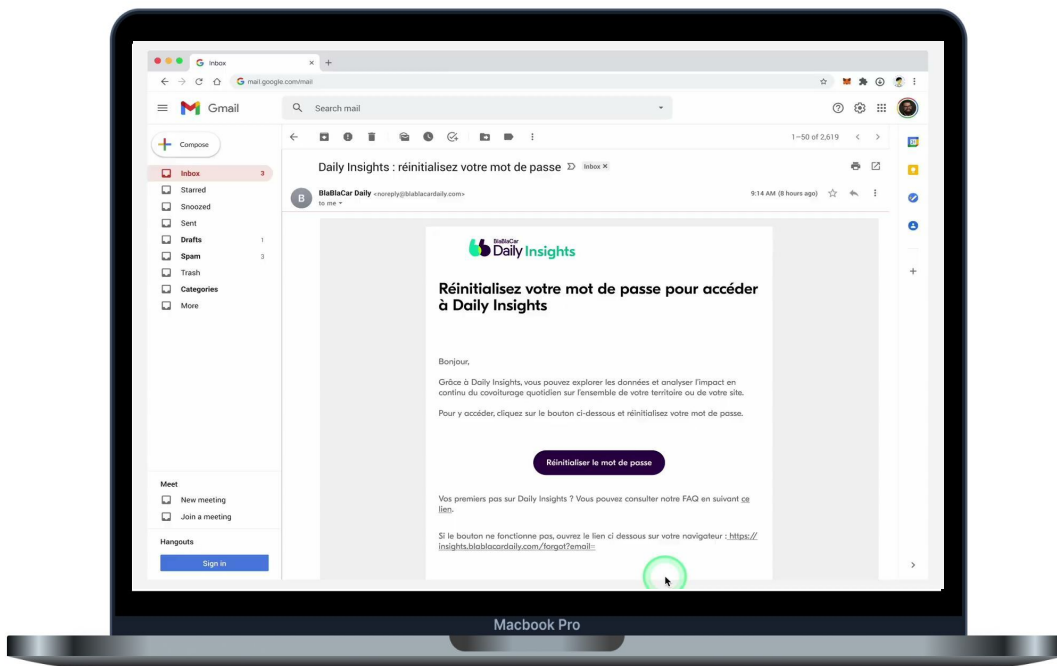 Inbox
mail.google.com/mail
Gmail
Search mail
Compose
1–50 of 2,619
Daily Insights : réinitialisez votre mot de passe Inbox ×
Inbox 3
Starred
Snoozed
Sent
Drafts 1
Spam 3
Trash
Categories
More
B
BlaBlaCar Daily <noreply@blablacardaily.com>
9:14 AM (8 hours ago)
to me
BlaBlaCar
Daily Insights
Réinitialisez votre mot de passe pour accéder
à Daily Insights
Bonjour,
Grâce à Daily Insights, vous pouvez explorer les données et analyser l'impact en
continu du covoiturage quotidien sur l'ensemble de votre territoire ou de votre site.
Pour y accéder, cliquez sur le bouton ci-dessous et réinitialisez votre mot de passe.
Réinitialiser le mot de passe
Vos premiers pas sur Daily Insights ? Vous pouvez consulter notre FAQ en suivant ce
lien.
Si le bouton ne fonctionne pas, ouvrez le lien ci dessous sur votre navigateur : https://
insights.blablacardaily.com/forgot?email=
Meet
New meeting
Join a meeting
Hangouts
Sign in
Macbook Pro